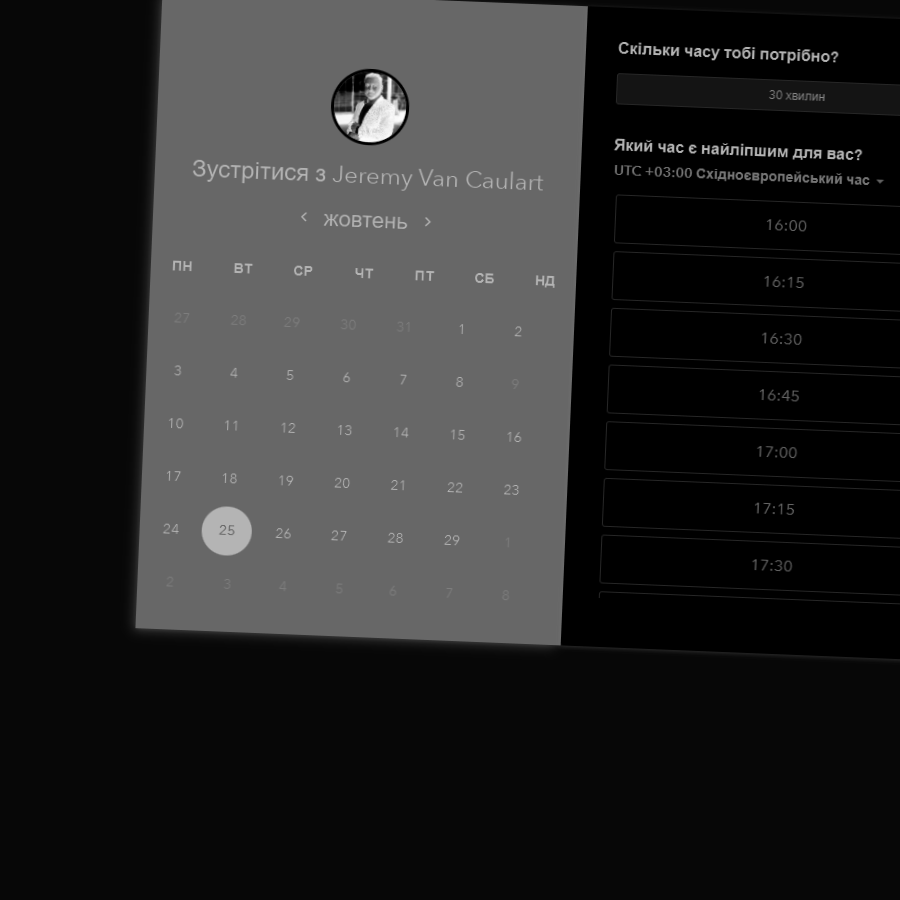 Зустрітися з Jeremy Van Caulart
жовтень
ПН ВТ СР ЧТ ПТ СБ НД
27 28 29 30 31 1 2
3 4 5 6 7 8 9
10 11 12 13 14 15 16
17 18 19 20 21 22 23
24 25 26 27 28 29 1
2 3 4 5 6 7 8
Скільки часу тобі потрібно?
30 хвилин
Який час є найліпшим для вас?
UTC +03:00 Східноєвропейський час
16:00
16:15
16:30
16:45
17:00
17:15
17:30